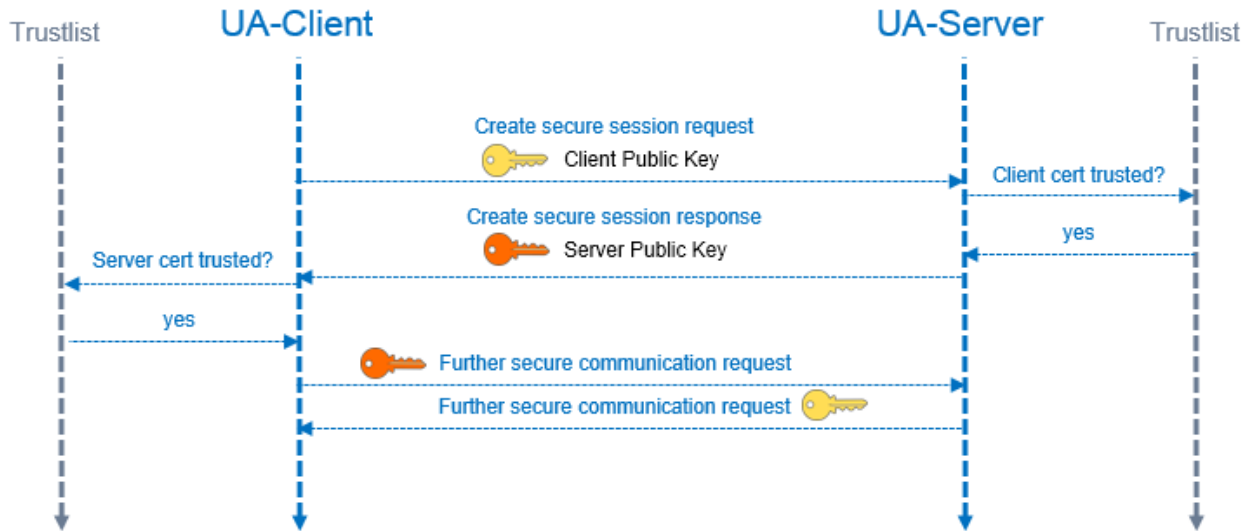 Trustlist
UA-Client
UA-Server
Trustlist
Create secure session request
Client Public Key
Client cert trusted?
Create secure session response
yes
Server Public Key
Server cert trusted?
yes
Further secure communication request
Further secure communication request